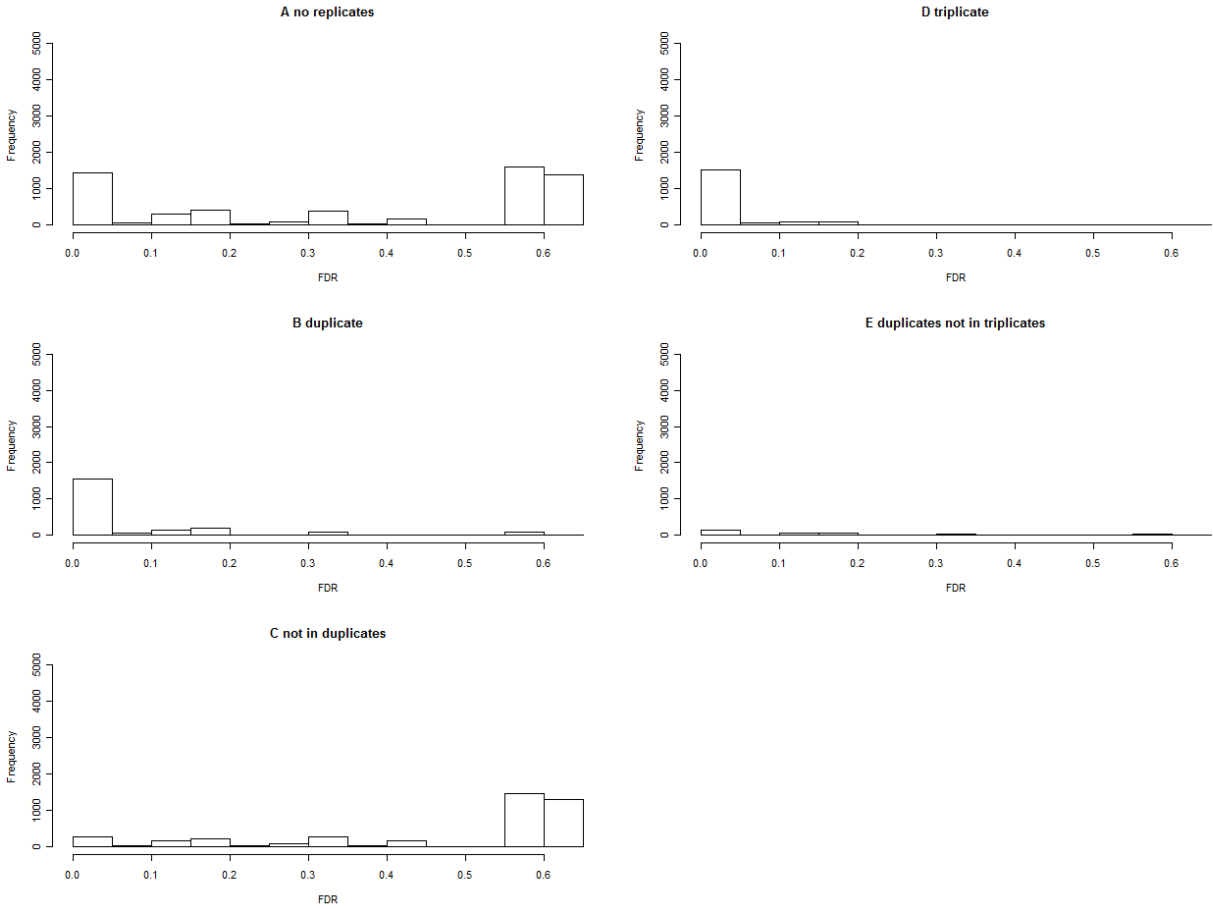 A no replicates
Frequency
0 1000 2000 3000 4000 5000
0.0 0.1 0.2 0.3 0.4 0.5 0.6
FDR
D triplicate
Frequency
0 1000 2000 3000 4000 5000
0.0 0.1 0.2 0.3 0.4 0.5 0.6
FDR
B duplicate
Frequency
0 1000 2000 3000 4000 5000
0.0 0.1 0.2 0.3 0.4 0.5 0.6
FDR
E duplicates not in triplicates
Frequency
0 1000 2000 3000 4000 5000
0.0 0.1 0.2 0.3 0.4 0.5 0.6
FDR
C not in duplicates
Frequency
0 1000 2000 3000 4000 5000
0.0 0.1 0.2 0.3 0.4 0.5 0.6
FDR